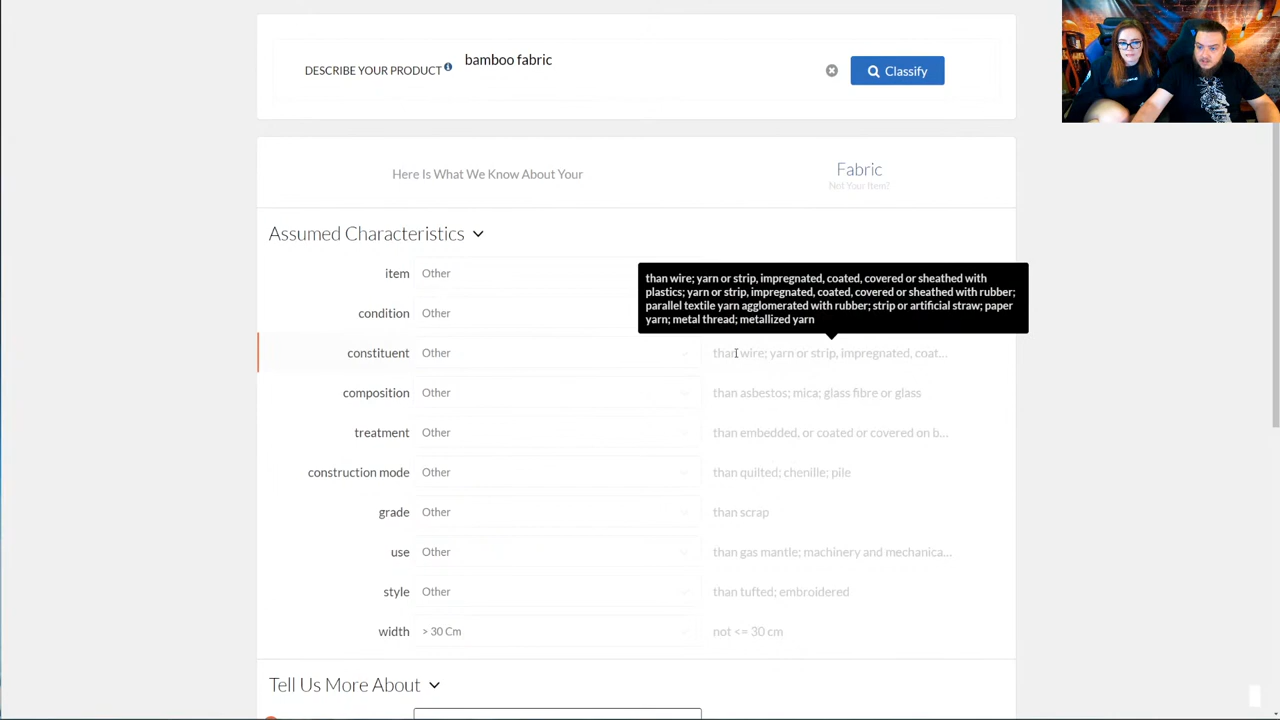 DESCRIBE YOUR PRODUCT
bamboo fabric
Classify
Here Is What We Know About Your
Fabric
Not Your Item?
Assumed Characteristics
item Other
than wire; yarn or strip, impregnated, coated, covered or sheathed with
plastics; yarn or strip, impregnated, coated, covered or sheathed with rubber;
parallel textile yarn agglomerated with rubber; strip or artificial straw; paper
yarn; metal thread; metallized yarn
condition Other
constituent Other than wire; yarn or strip, impregnated, coat...
composition Other than asbestos; mica; glass fibre or glass
treatment Other than embedded, or coated or covered on b...
construction mode Other than quilted; chenille; pile
grade Other than scrap
use Other than gas mantle; machinery and mechanica...
style Other than tufted; embroidered
width > 30 Cm not <= 30 cm
Tell Us More About